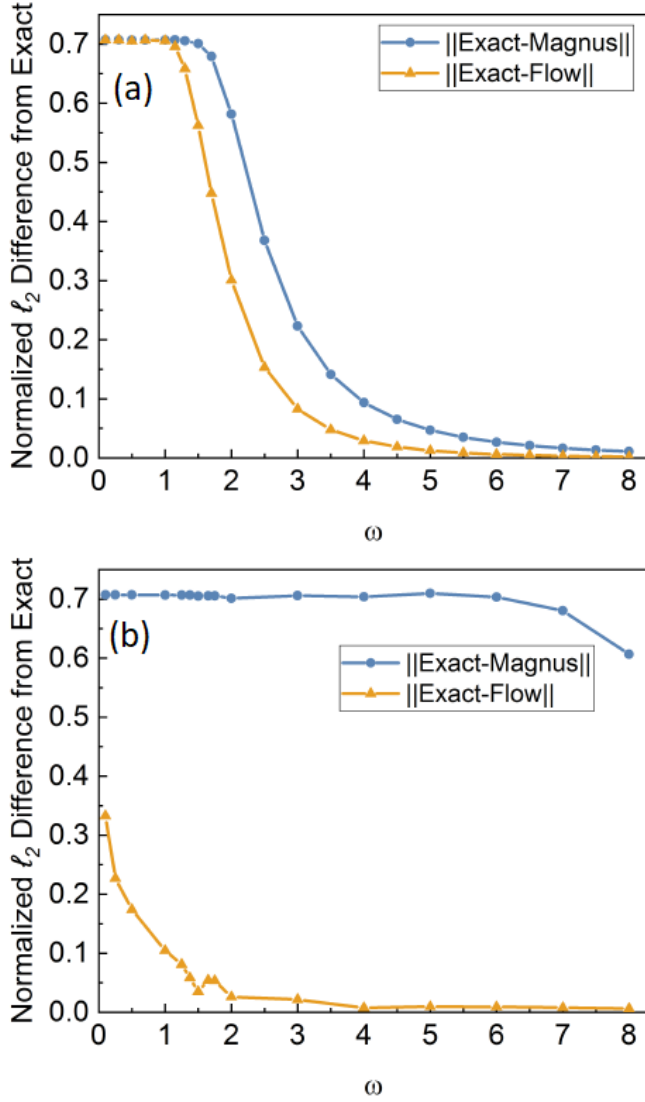 Normalized ℓ₂ Difference from Exact
0.7
0.6
0.5
0.4
0.3
0.2
0.1
0.0
(a)
||Exact-Magnus||
||Exact-Flow||
0 1 2 3 4 5 6 7 8
ω
Normalized ℓ₂ Difference from Exact
0.7
0.6
0.5
0.4
0.3
0.2
0.1
0.0
(b)
||Exact-Magnus||
||Exact-Flow||
0 1 2 3 4 5 6 7 8
ω